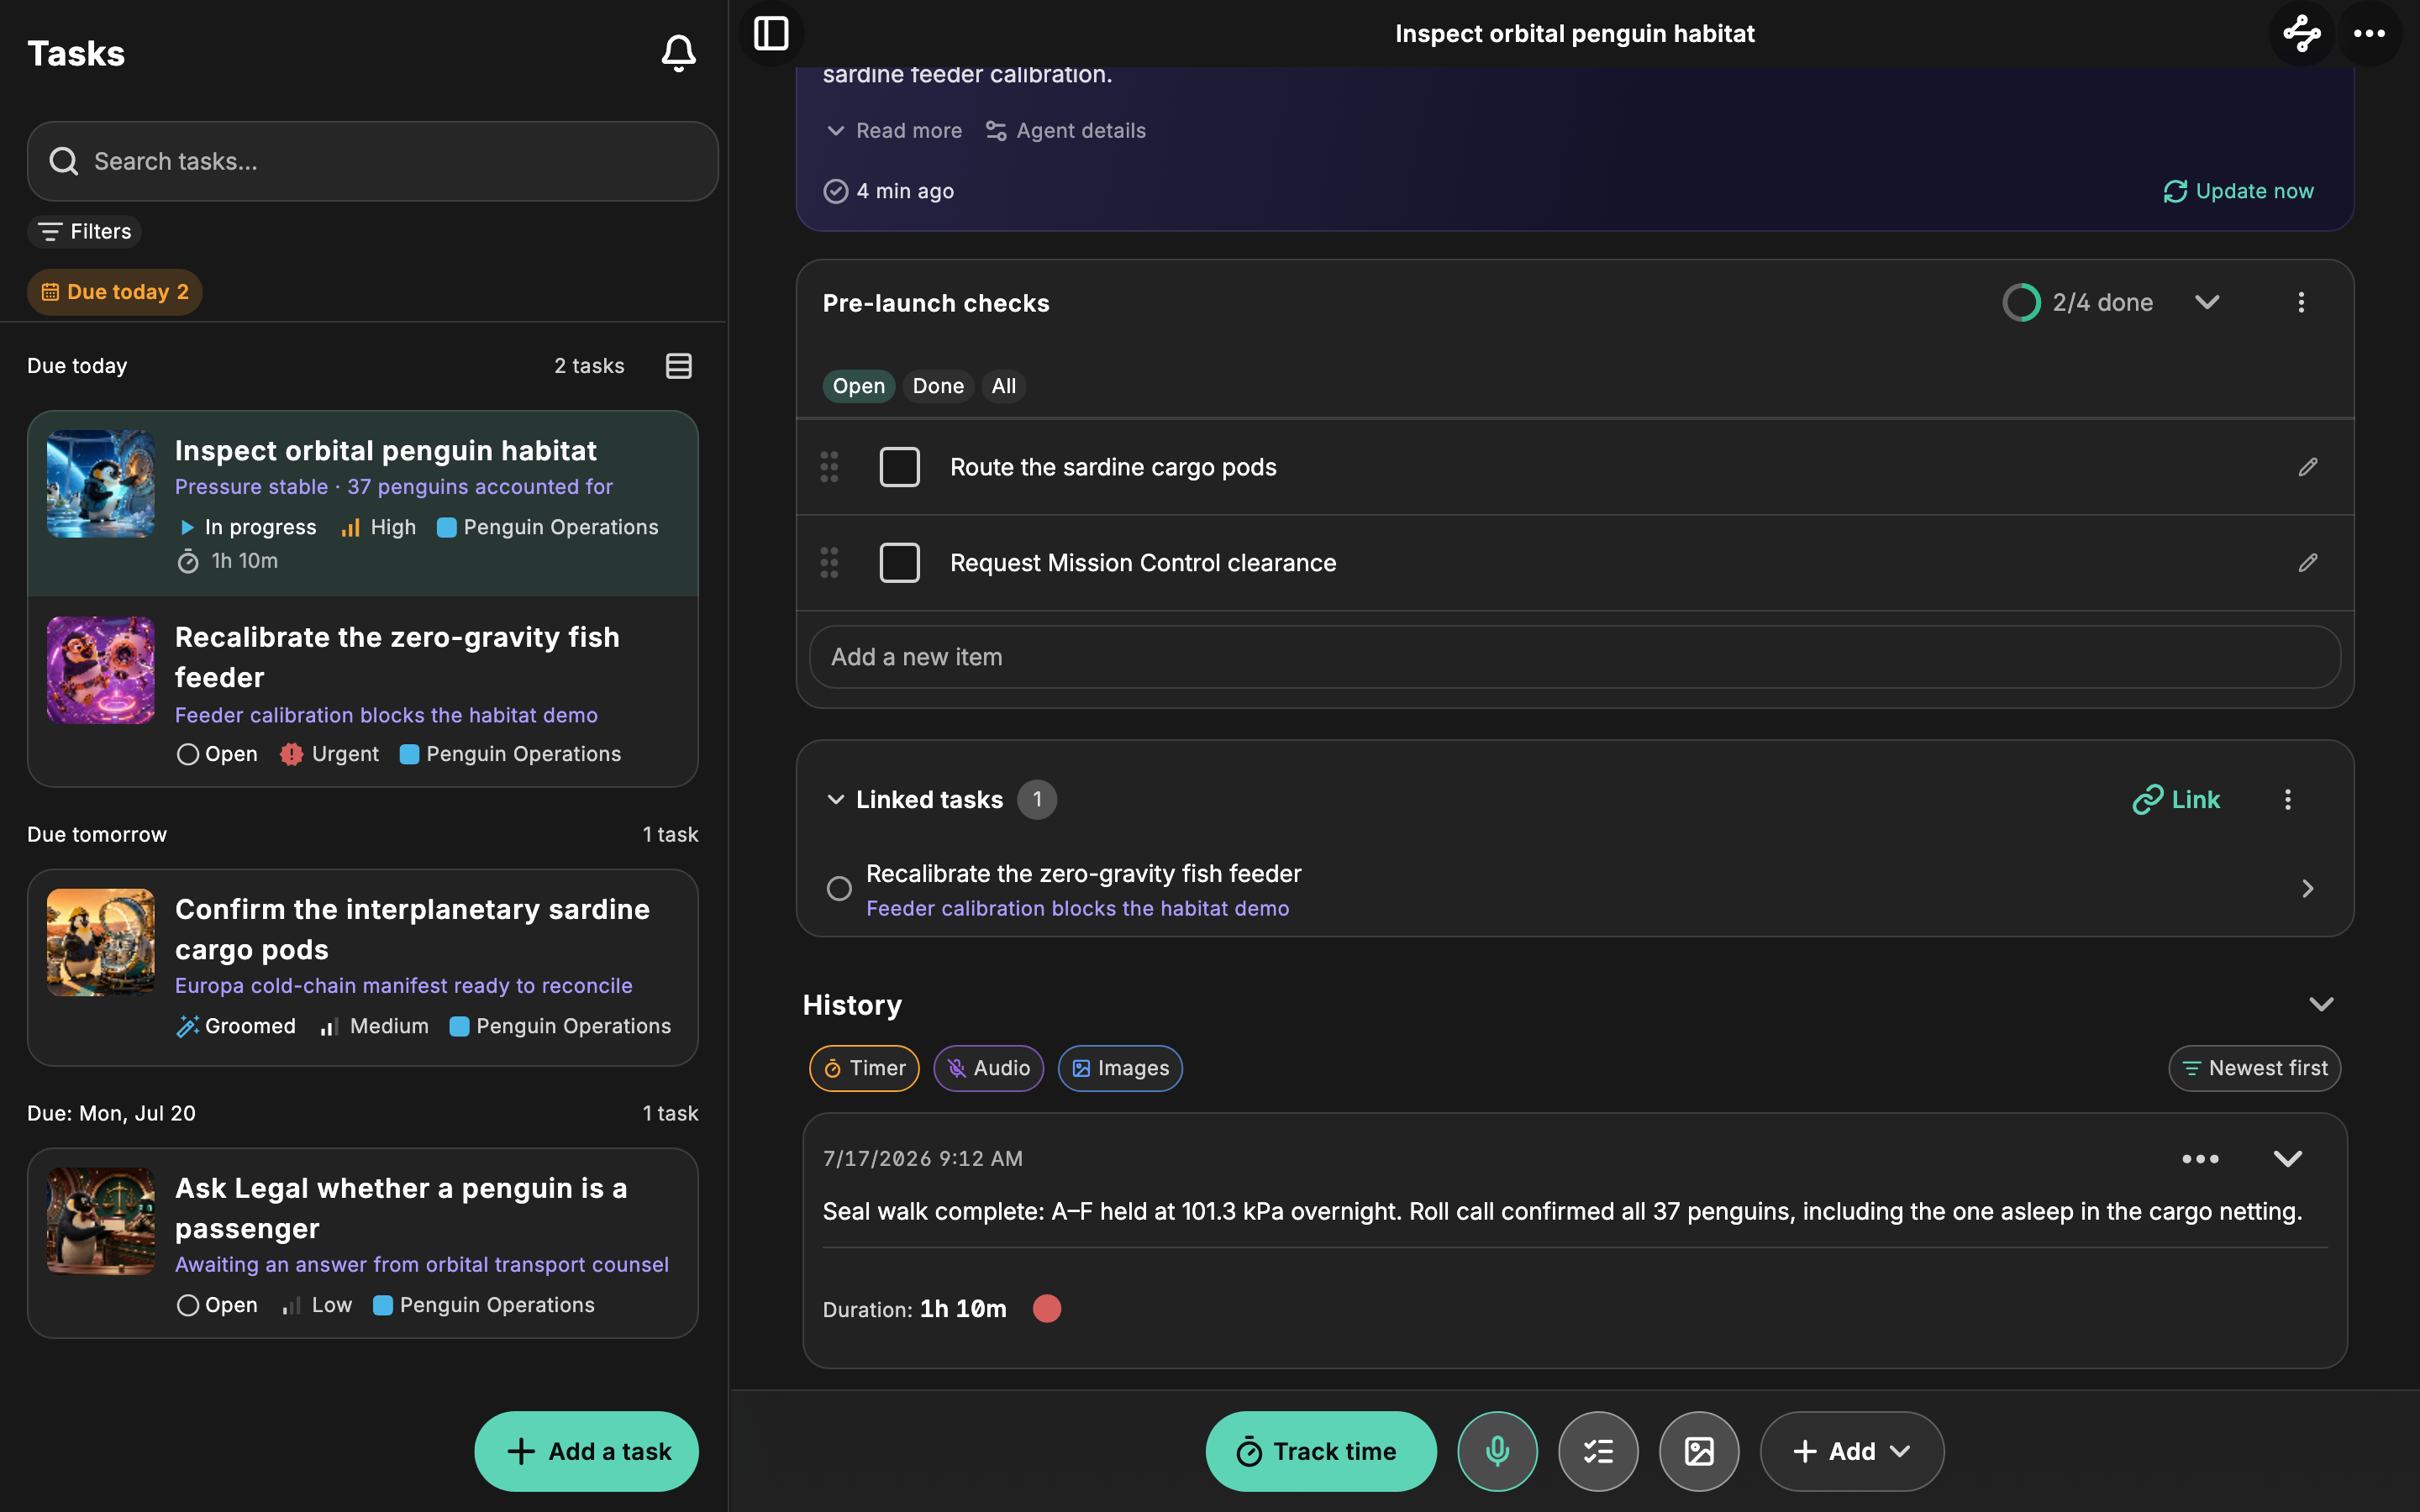 Tasks
Search tasks...
Filters
Due today 2
Due today
2 tasks
Inspect orbital penguin habitat
Pressure stable · 37 penguins accounted for
In progress
High
Penguin Operations
1h 10m
Recalibrate the zero-gravity fish
feeder
Feeder calibration blocks the habitat demo
Open
Urgent
Penguin Operations
Due tomorrow
1 task
Confirm the interplanetary sardine
cargo pods
Europa cold-chain manifest ready to reconcile
Groomed
Medium
Penguin Operations
Due: Mon, Jul 20
1 task
Ask Legal whether a penguin is a
passenger
Awaiting an answer from orbital transport counsel
Open
Low
Penguin Operations
Add a task
Inspect orbital penguin habitat
sardine feeder calibration.
Read more
Agent details
4 min ago
Update now
Pre-launch checks
2/4 done
Open
Done
All
Route the sardine cargo pods
Request Mission Control clearance
Add a new item
Linked tasks
1
Link
Recalibrate the zero-gravity fish feeder
Feeder calibration blocks the habitat demo
History
Timer
Audio
Images
Newest first
7/17/2026 9:12 AM
Seal walk complete: A–F held at 101.3 kPa overnight. Roll call confirmed all 37 penguins, including the one asleep in the cargo netting.
Duration: 1h 10m
Track time
Add